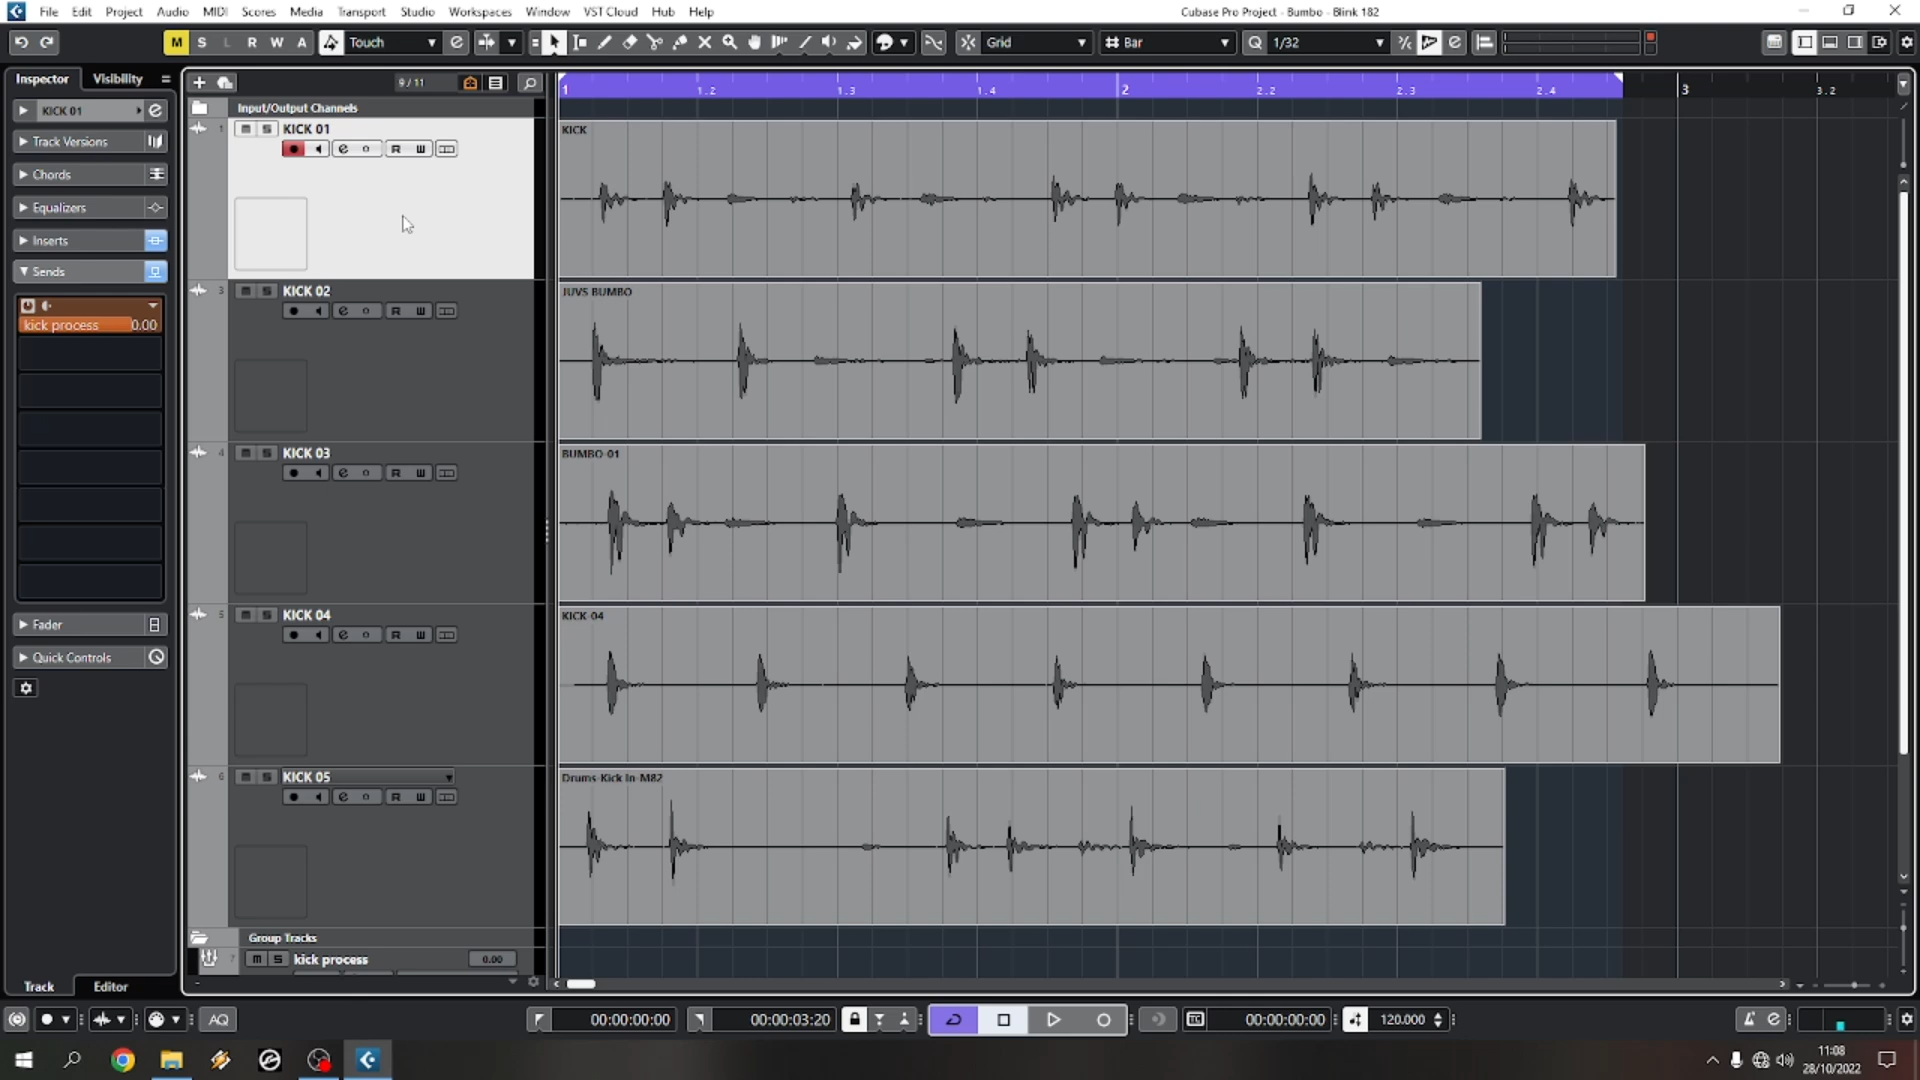 File Edit Project Audio MIDI Scores Media Transport Studio Workspaces Window VST Cloud Hub Help
Cubase Pro Project - Bumbo - Blink 182
M S L R W A Touch Grid Bar Q 1/32
Inspector Visibility
9 / 11
1 1.2 1.3 1.4 2 2.2 2.3 2.4 3 3.2
KICK 01
Track Versions
Chords
Equalizers
Inserts
Sends
kick process 0.00
Fader
Quick Controls
Input/Output Channels
1 m S KICK 01
R W
KICK
3 m S KICK 02
R W
JUVS BUMBO
4 m S KICK 03
R W
BUMBO-01
5 m S KICK 04
R W
KICK-04
6 m S KICK 05
R W
Drums-Kick In-M82
Group Tracks
7 m S kick process 0.00
Track Editor
AQ
00:00:00:00 00:00:03:20 00:00:00:00 120.000
11:08
28/10/2022